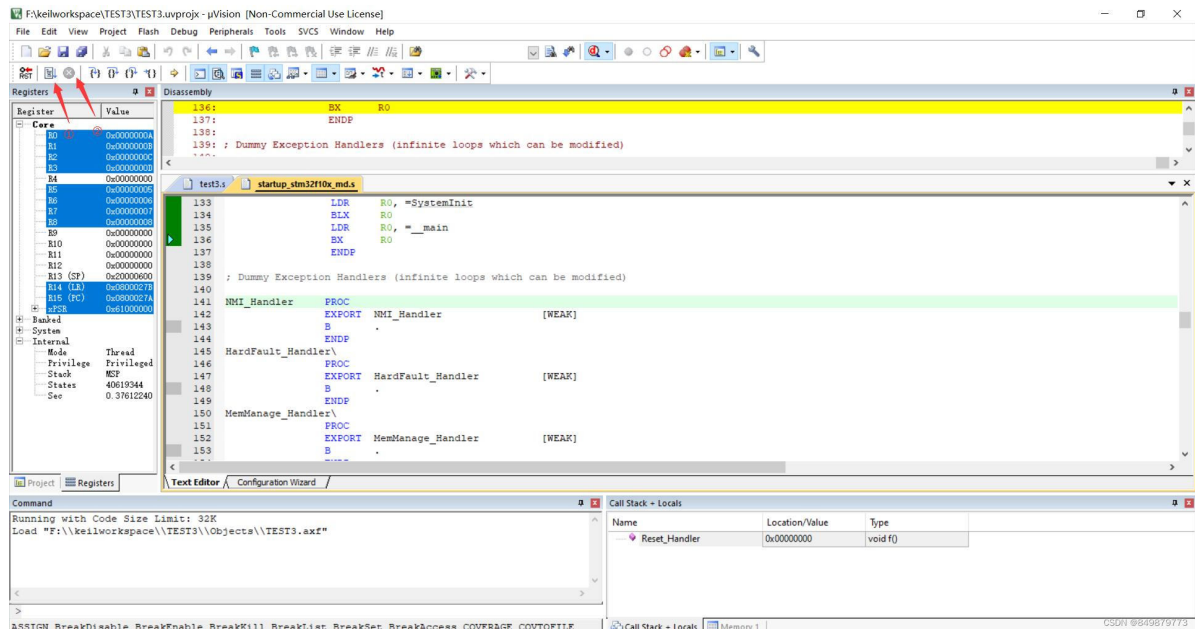 F:\keilworkspace\TEST3\TEST3.uvprojx - µVision [Non-Commercial Use License]
File Edit View Project Flash Debug Peripherals Tools SVCS Window Help
RST
Registers
Register Value
Core
R0 0x0000000A
R1 0x0000000B
R2 0x0000000C
R3 0x0000000D
R4 0x00000000
R5 0x00000005
R6 0x00000006
R7 0x00000007
R8 0x00000008
R9 0x00000000
R10 0x00000000
R11 0x00000000
R12 0x00000000
R13 (SP) 0x20000600
R14 (LR) 0x0800027B
R15 (PC) 0x0800027A
xPSR 0x61000000
Banked
System
Internal
Mode Thread
Privilege Privileged
Stack MSP
States 40619344
Sec 0.37612240
Project Registers
Disassembly
136: BX R0
137: ENDP
138:
139: ; Dummy Exception Handlers (infinite loops which can be modified)
test3.s startup_stm32f10x_md.s
133 LDR R0, =SystemInit
134 BLX R0
135 LDR R0, =__main
136 BX R0
137 ENDP
138
139 ; Dummy Exception Handlers (infinite loops which can be modified)
140
141 NMI_Handler PROC
142 EXPORT NMI_Handler [WEAK]
143 B .
144 ENDP
145 HardFault_Handler\
146 PROC
147 EXPORT HardFault_Handler [WEAK]
148 B .
149 ENDP
150 MemManage_Handler\
151 PROC
152 EXPORT MemManage_Handler [WEAK]
153 B .
Text Editor Configuration Wizard
Command
Running with Code Size Limit: 32K
Load "F:\\keilworkspace\\TEST3\\Objects\\TEST3.axf"
>
ASSIGN BreakDisable BreakEnable BreakKill BreakList BreakSet BreakAccess COVERAGE COVTOFILE
Call Stack + Locals
Name Location/Value Type
Reset_Handler 0x00000000 void f()
Call Stack + Locals Memory 1
CSDN @849879773